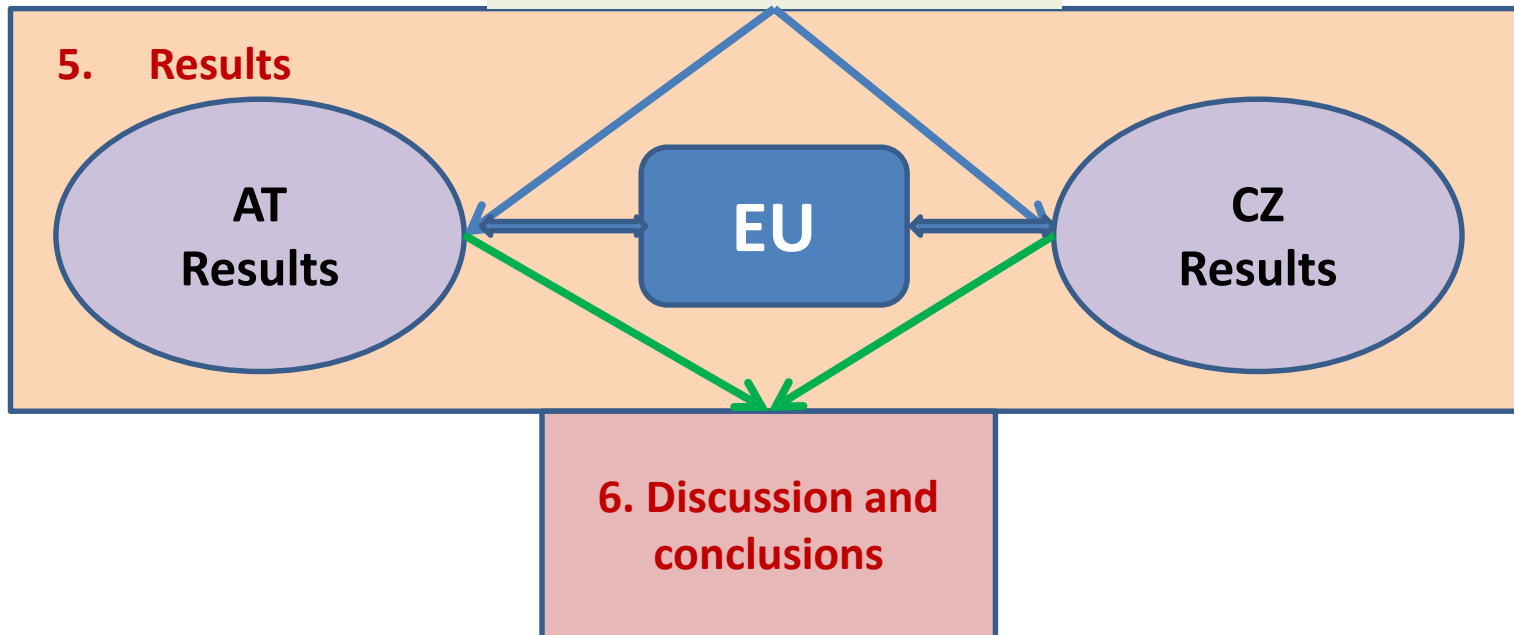 5. Results
AT
Results
EU
CZ
Results
6. Discussion and
conclusions